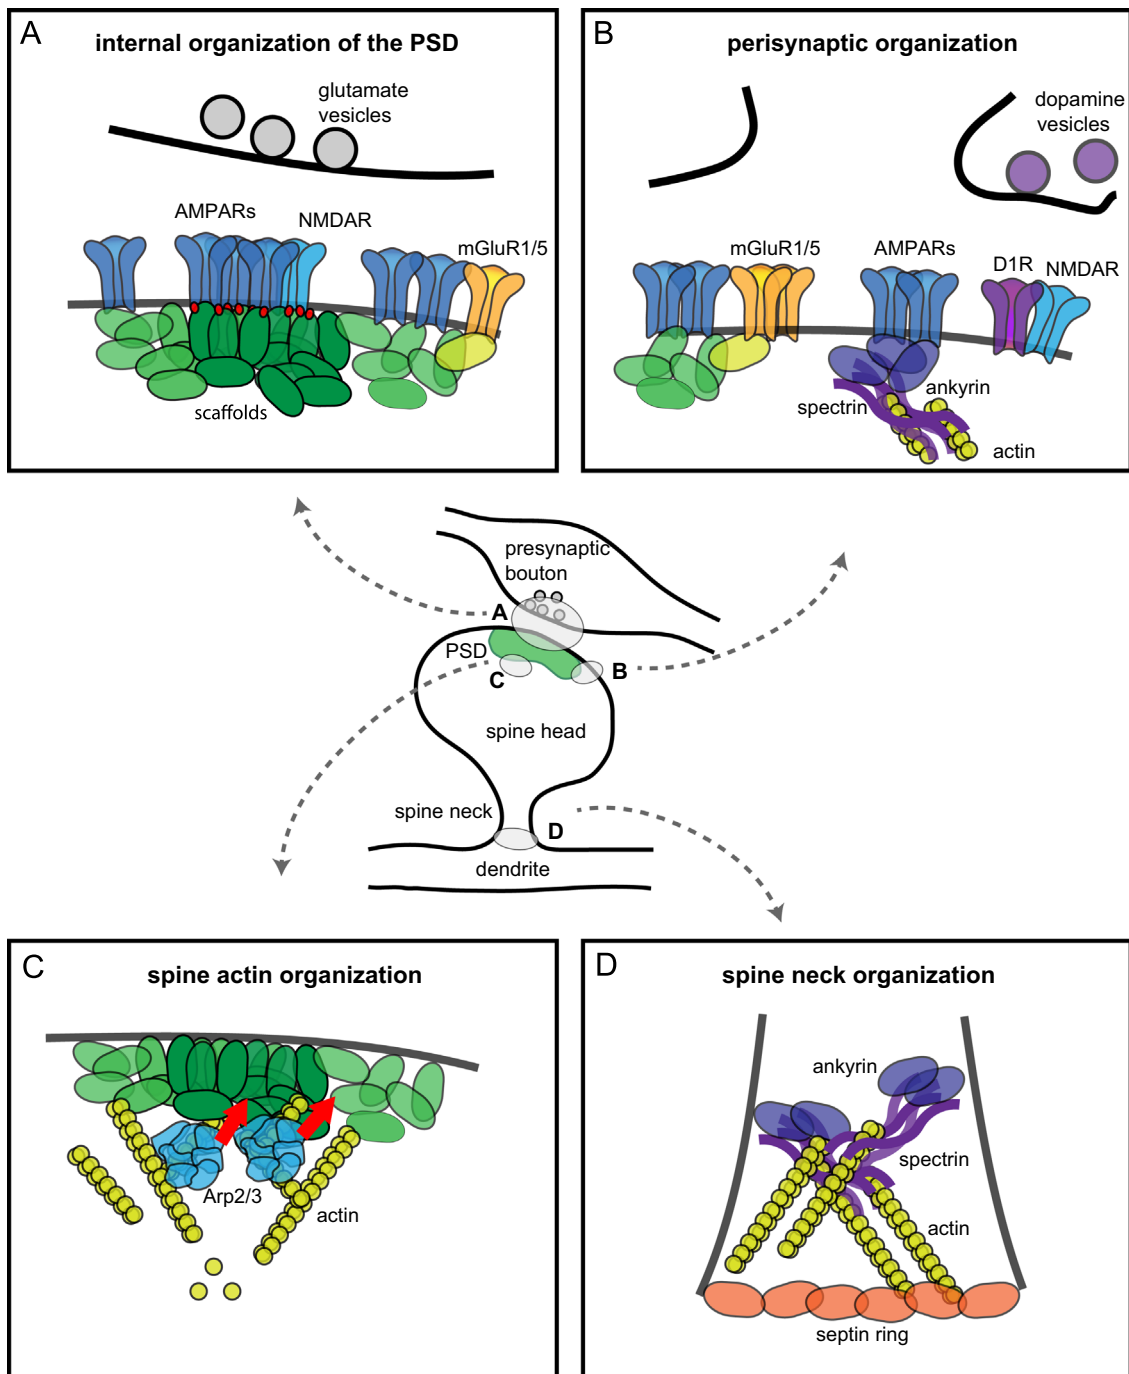 A
internal organization of the PSD
glutamate
vesicles
AMPARs
NMDAR
mGluR1/5
scaffolds
B
perisynaptic organization
dopamine
vesicles
mGluR1/5
AMPARs
D1R
NMDAR
ankyrin
spectrin
actin
presynaptic
bouton
A
PSD
C
B
spine head
spine neck
D
dendrite
C
spine actin organization
Arp2/3
actin
D
spine neck organization
ankyrin
spectrin
actin
septin ring